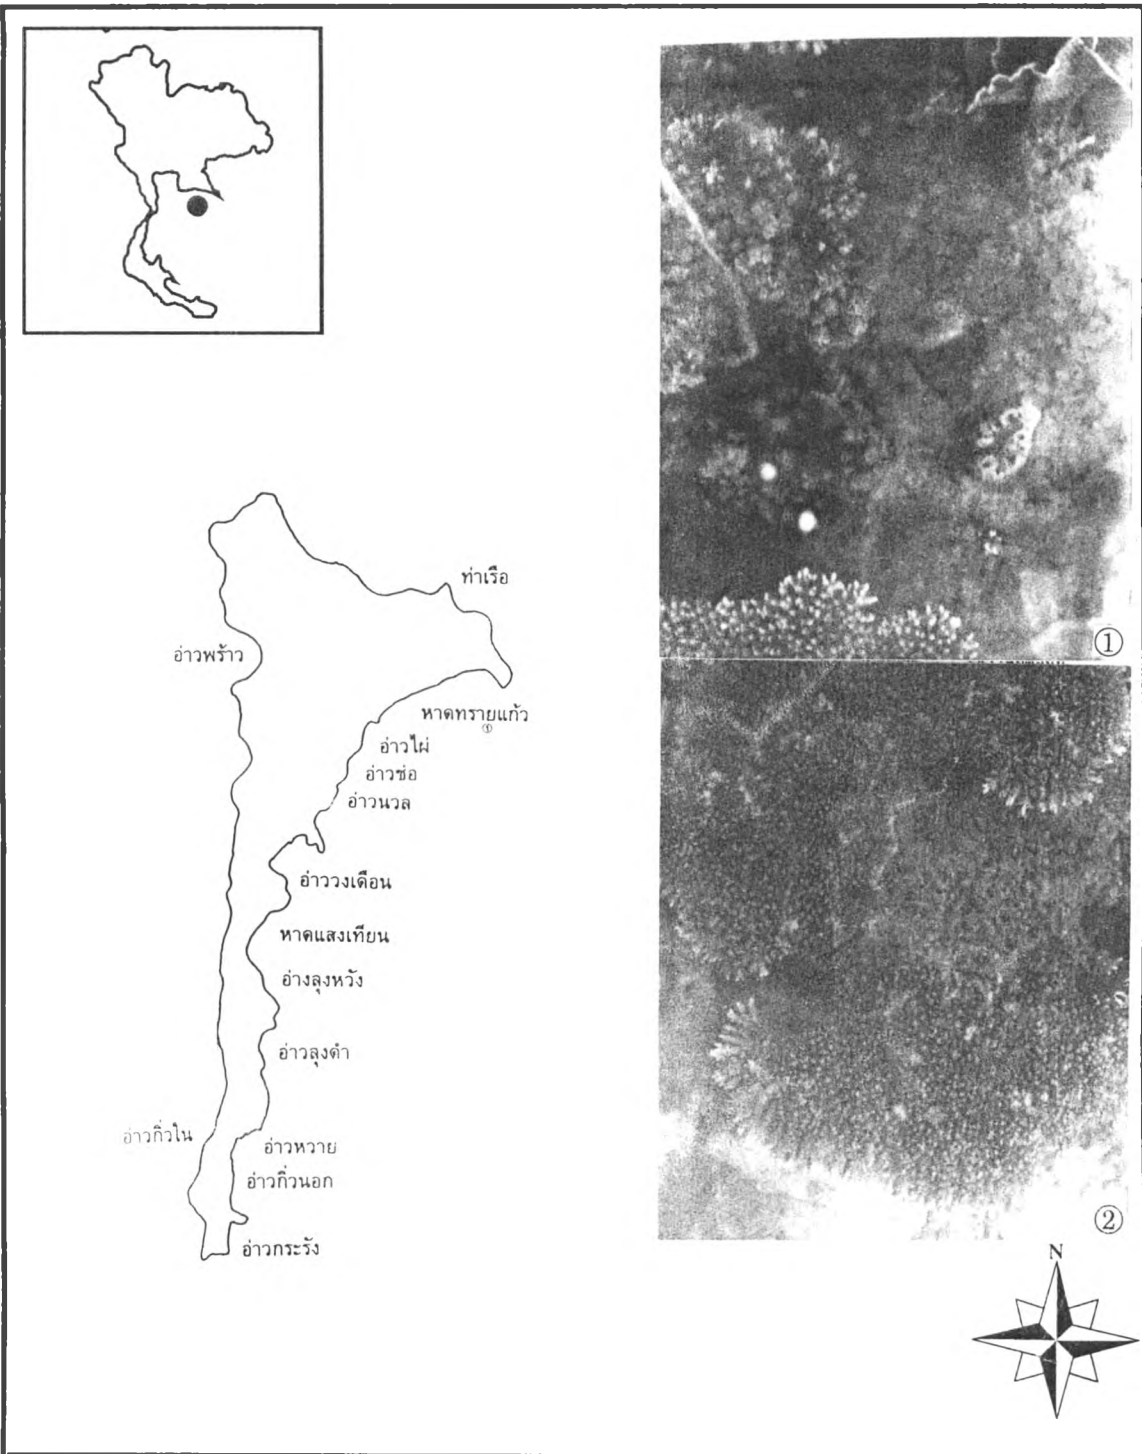 ①
②
ท่าเรือ
อ่าวพร้าว
หาดทรายแก้ว
①
อ่าวไผ่
อ่าวช่อ
อ่าวนวล
อ่าววงเดือน
หาดแสงเทียน
อ่างลุงหวัง
อ่าวลุงดำ
อ่าวกิ่วใน
อ่าวหวาย
อ่าวกิ่วนอก
อ่าวกระรัง
N